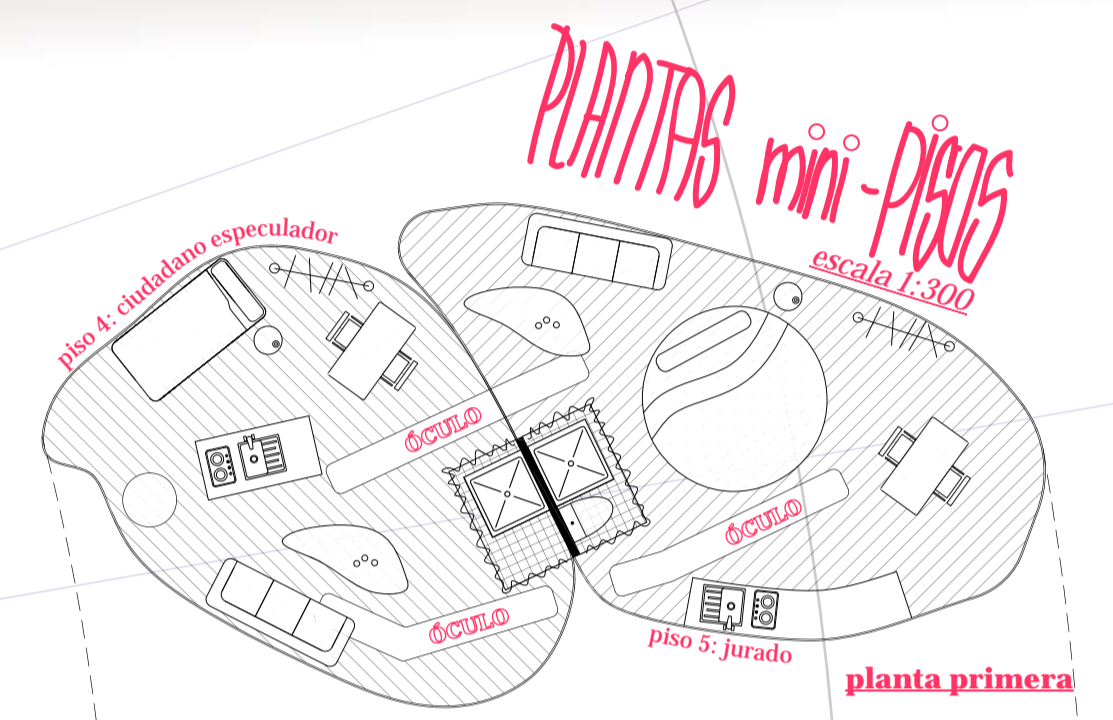 PLANTAS mini-PISOS
escala 1:300
piso 4: ciudadano especulador
ÓCULO
ÓCULO
ÓCULO
piso 5: jurado
planta primera